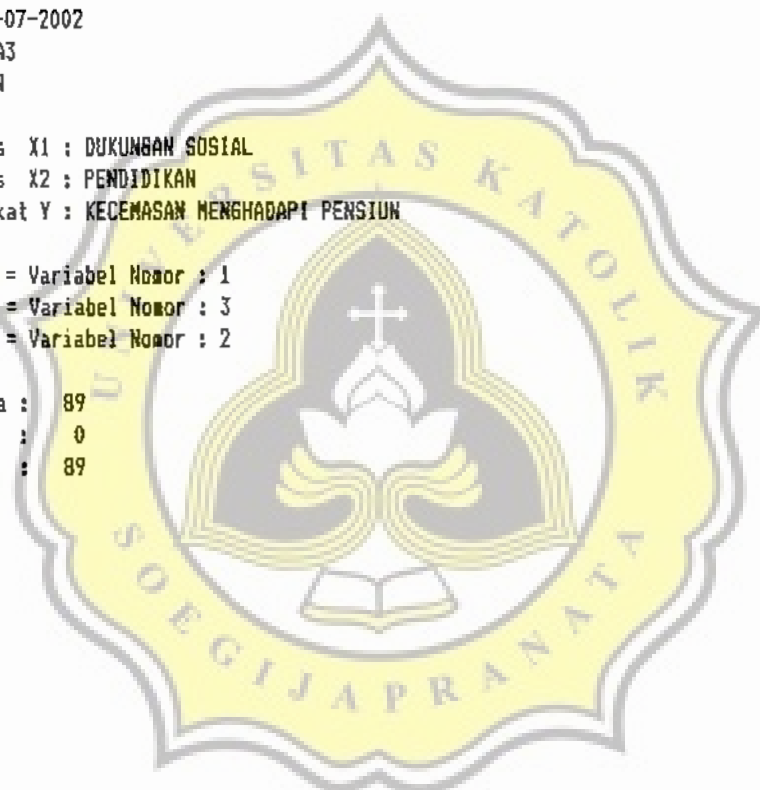 -07-2002
A3
N
s X1 : DUKUNGAN SOSIAL
s X2 : PENDIDIKAN
kat Y : KECEMASAN MENGHADAPI PENSIUN
= Variabel Nomor : 1
= Variabel Nomor : 3
= Variabel Nomor : 2
a : 89
: 0
: 89
UNIVERSITAS KATOLIK
SOEGIJAPRANATA